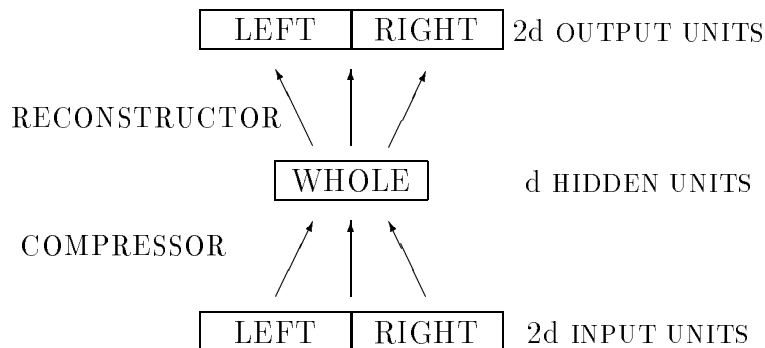 LEFT RIGHT 2d OUTPUT UNITS
RECONSTRUCTOR
WHOLE d HIDDEN UNITS
COMPRESSOR
LEFT RIGHT 2d INPUT UNITS